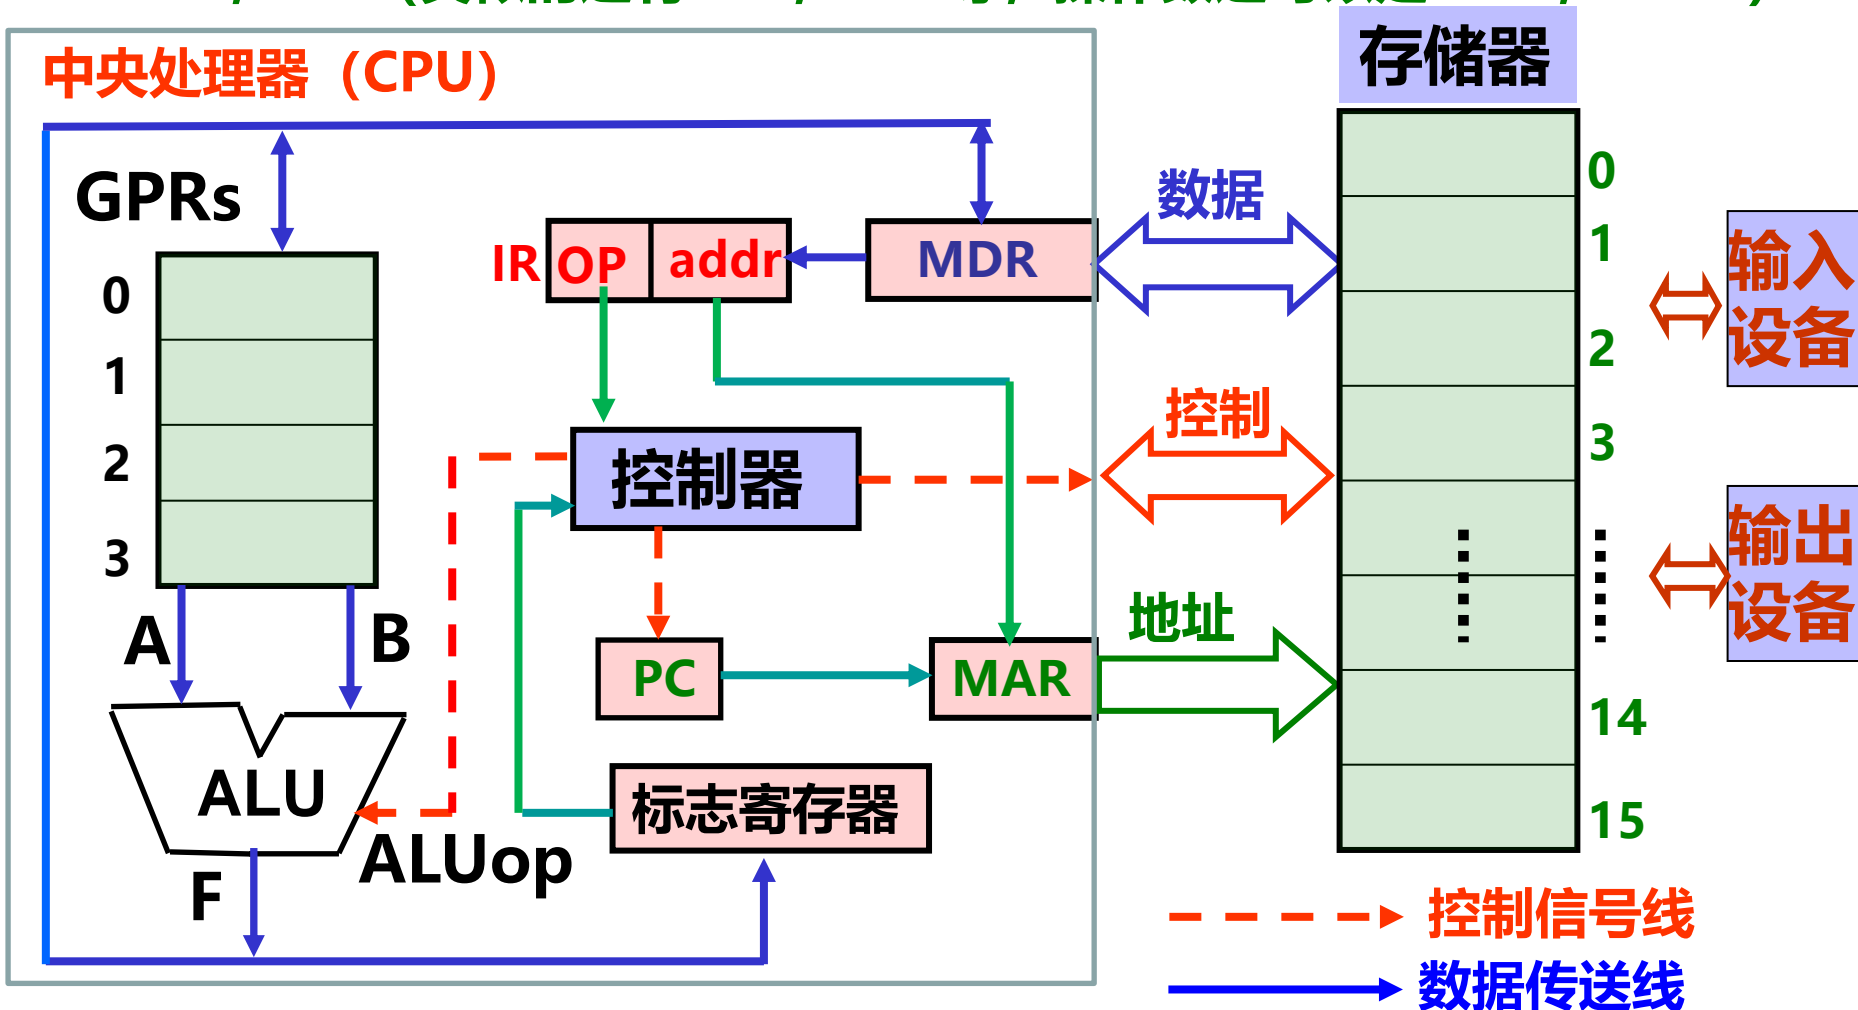 中央处理器（CPU）
存储器
GPRs
0
1
2
3
IR
OP
addr
MDR
数据
控制
地址
控制器
PC
MAR
标志寄存器
A
B
ALU
ALUop
F
0
1
2
3
14
15
输入
设备
输出
设备
控制信号线
数据传送线